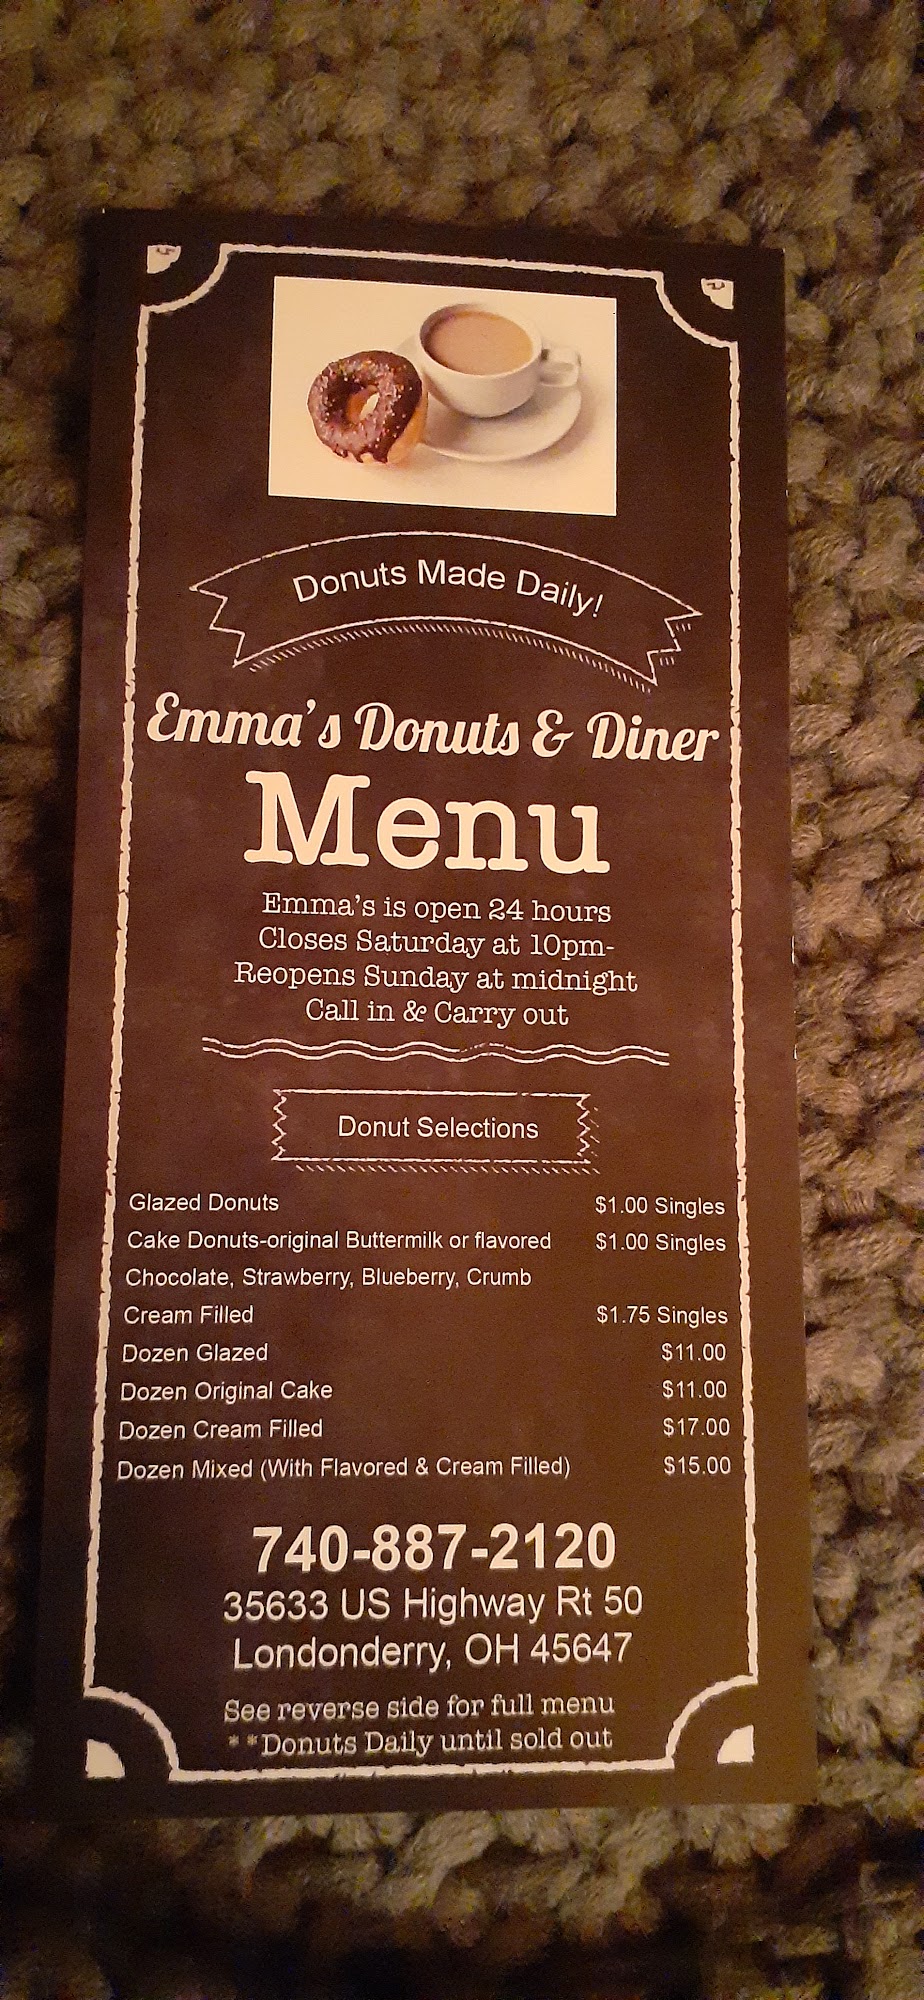 Donuts Made Daily!
Emma's Donuts & Diner
Menu
Emma's is open 24 hours
Closes Saturday at 10pm-
Reopens Sunday at midnight
Call in & Carry out
Donut Selections
Glazed Donuts $1.00 Singles
Cake Donuts-original Buttermilk or flavored $1.00 Singles
Chocolate, Strawberry, Blueberry, Crumb
Cream Filled $1.75 Singles
Dozen Glazed $11.00
Dozen Original Cake $11.00
Dozen Cream Filled $17.00
Dozen Mixed (With Flavored & Cream Filled) $15.00
740-887-2120
35633 US Highway Rt 50
Londonderry, OH 45647
See reverse side for full menu
**Donuts Daily until sold out